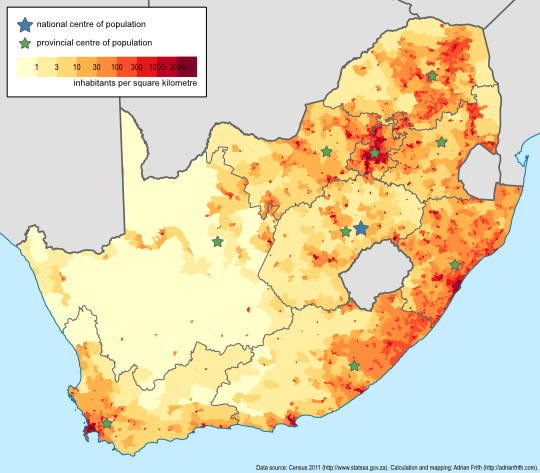 national centre of population
provincial centre of population
1 3 10 30 100 300 1000 3000
inhabitants per square kilometre
Data source: Census 2011 (http://www.statssa.gov.za). Calculation and mapping: Adrian Frith (http://adrianfrith.com).